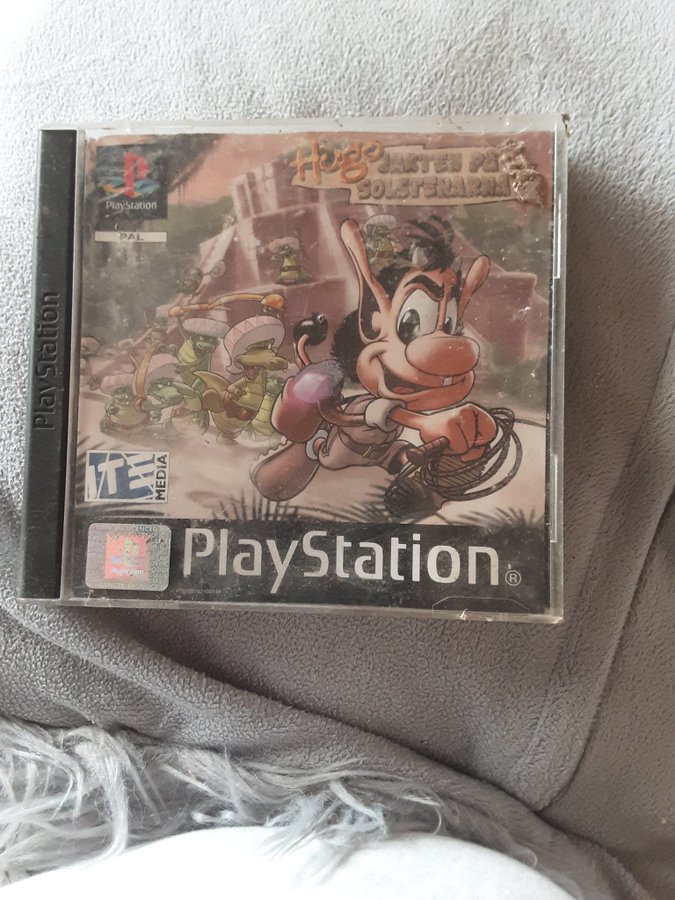 PlayStation
PAL
Hugo
JAKTEN PÅ
SOLSTENARNA
PlayStation
ITE
MEDIA
PlayStation®